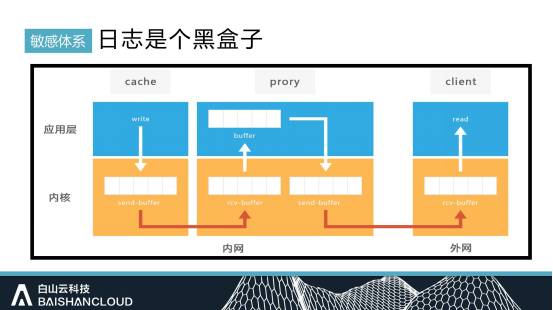 敏感体系 日志是个黑盒子
cache prory client
应用层 write buffer read
内核 send-buffer rcv-buffer send-buffer rcv-buffer
内网 外网
白山云科技
BAISHANCLOUD